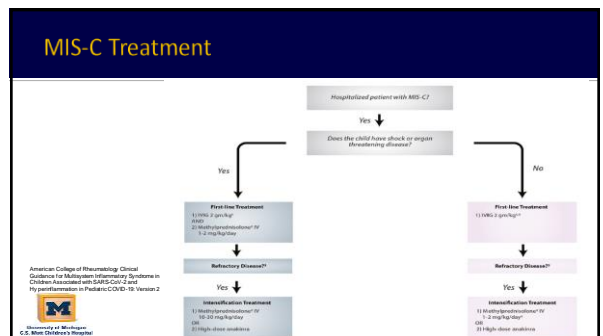 MIS-C Treatment
Hospitalized patient with MIS-C?
Yes
Does the child have shock or organ
threatening disease?
Yes
No
First-line Treatment
1) IVIG 2 gm/kg*
AND
2) Methylprednisolone* IV
1-2 mg/kg/day
First-line Treatment
1) IVIG 2 gm/kg
Refractory Disease?
Refractory Disease?
Yes
Yes
Intensification Treatment
1) Methylprednisolone* IV
10-30 mg/kg/day
OR
2) High-dose anakinra
Intensification Treatment
1) Methylprednisolone* IV
1-2 mg/kg/day
OR
2) High-dose anakinra
American College of Rheumatology Clinical
Guidance for Multisystem Inflammatory Syndrome in
Children Associated with SARS-CoV-2 and
Hyperinflammation in Pediatric COVID-19: Version 2
M
University of Michigan
C.S. Mott Children's Hospital